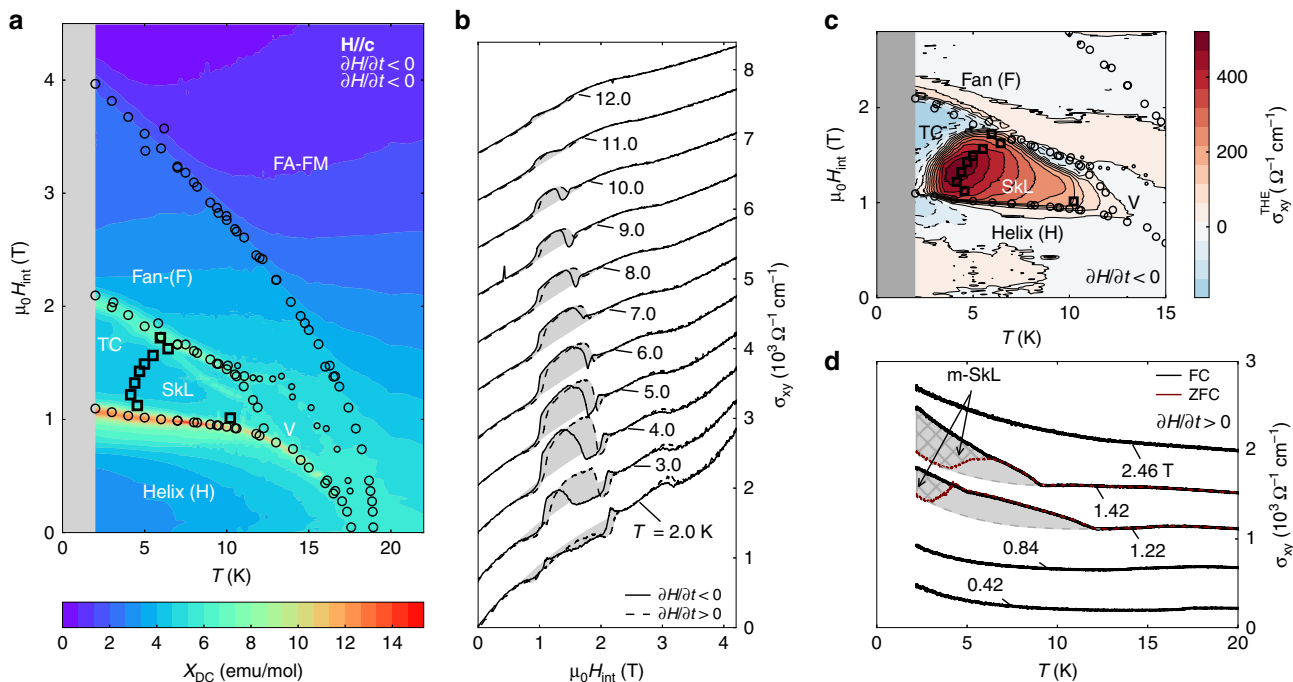 a
H//c
∂H/∂t < 0
∂H/∂t < 0
FA-FM
Fan-(F)
TC
SkL
V
Helix (H)
4
3
2
1
0
μ0Hint (T)
0 5 10 15 20
T (K)
0 2 4 6 8 10 12 14
XDC (emu/mol)
b
12.0
11.0
10.0
9.0
8.0
7.0
6.0
5.0
4.0
3.0
T = 2.0 K
∂H/∂t < 0
∂H/∂t > 0
8
7
6
5
4
3
2
1
0
σxy (10³ Ω⁻¹ cm⁻¹)
0 1 2 3 4
μ0Hint (T)
c
Fan (F)
TC
SkL
V
Helix (H)
∂H/∂t < 0
2
1
0
μ0Hint (T)
0 5 10 15
T (K)
400
200
0
σxyTHE (Ω⁻¹ cm⁻¹)
d
m-SkL
FC
ZFC
∂H/∂t > 0
2.46 T
1.42
1.22
0.84
0.42
3
2
1
0
σxy (10³ Ω⁻¹ cm⁻¹)
0 5 10 15 20
T (K)